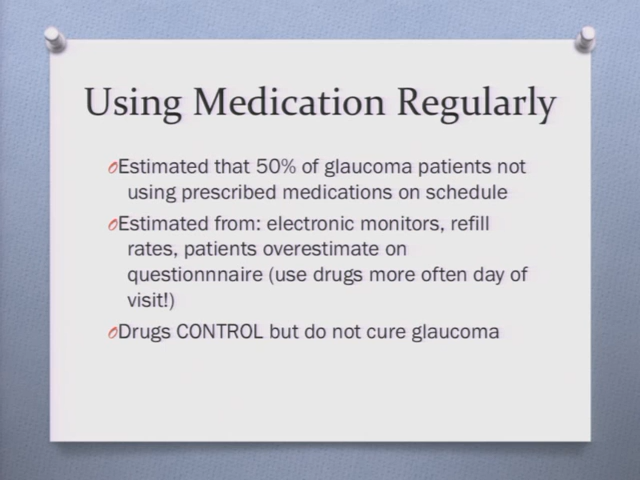 Using Medication Regularly
Estimated that 50% of glaucoma patients not
using prescribed medications on schedule
Estimated from: electronic monitors, refill
rates, patients overestimate on
questionnnaire (use drugs more often day of
visit!)
Drugs CONTROL but do not cure glaucoma